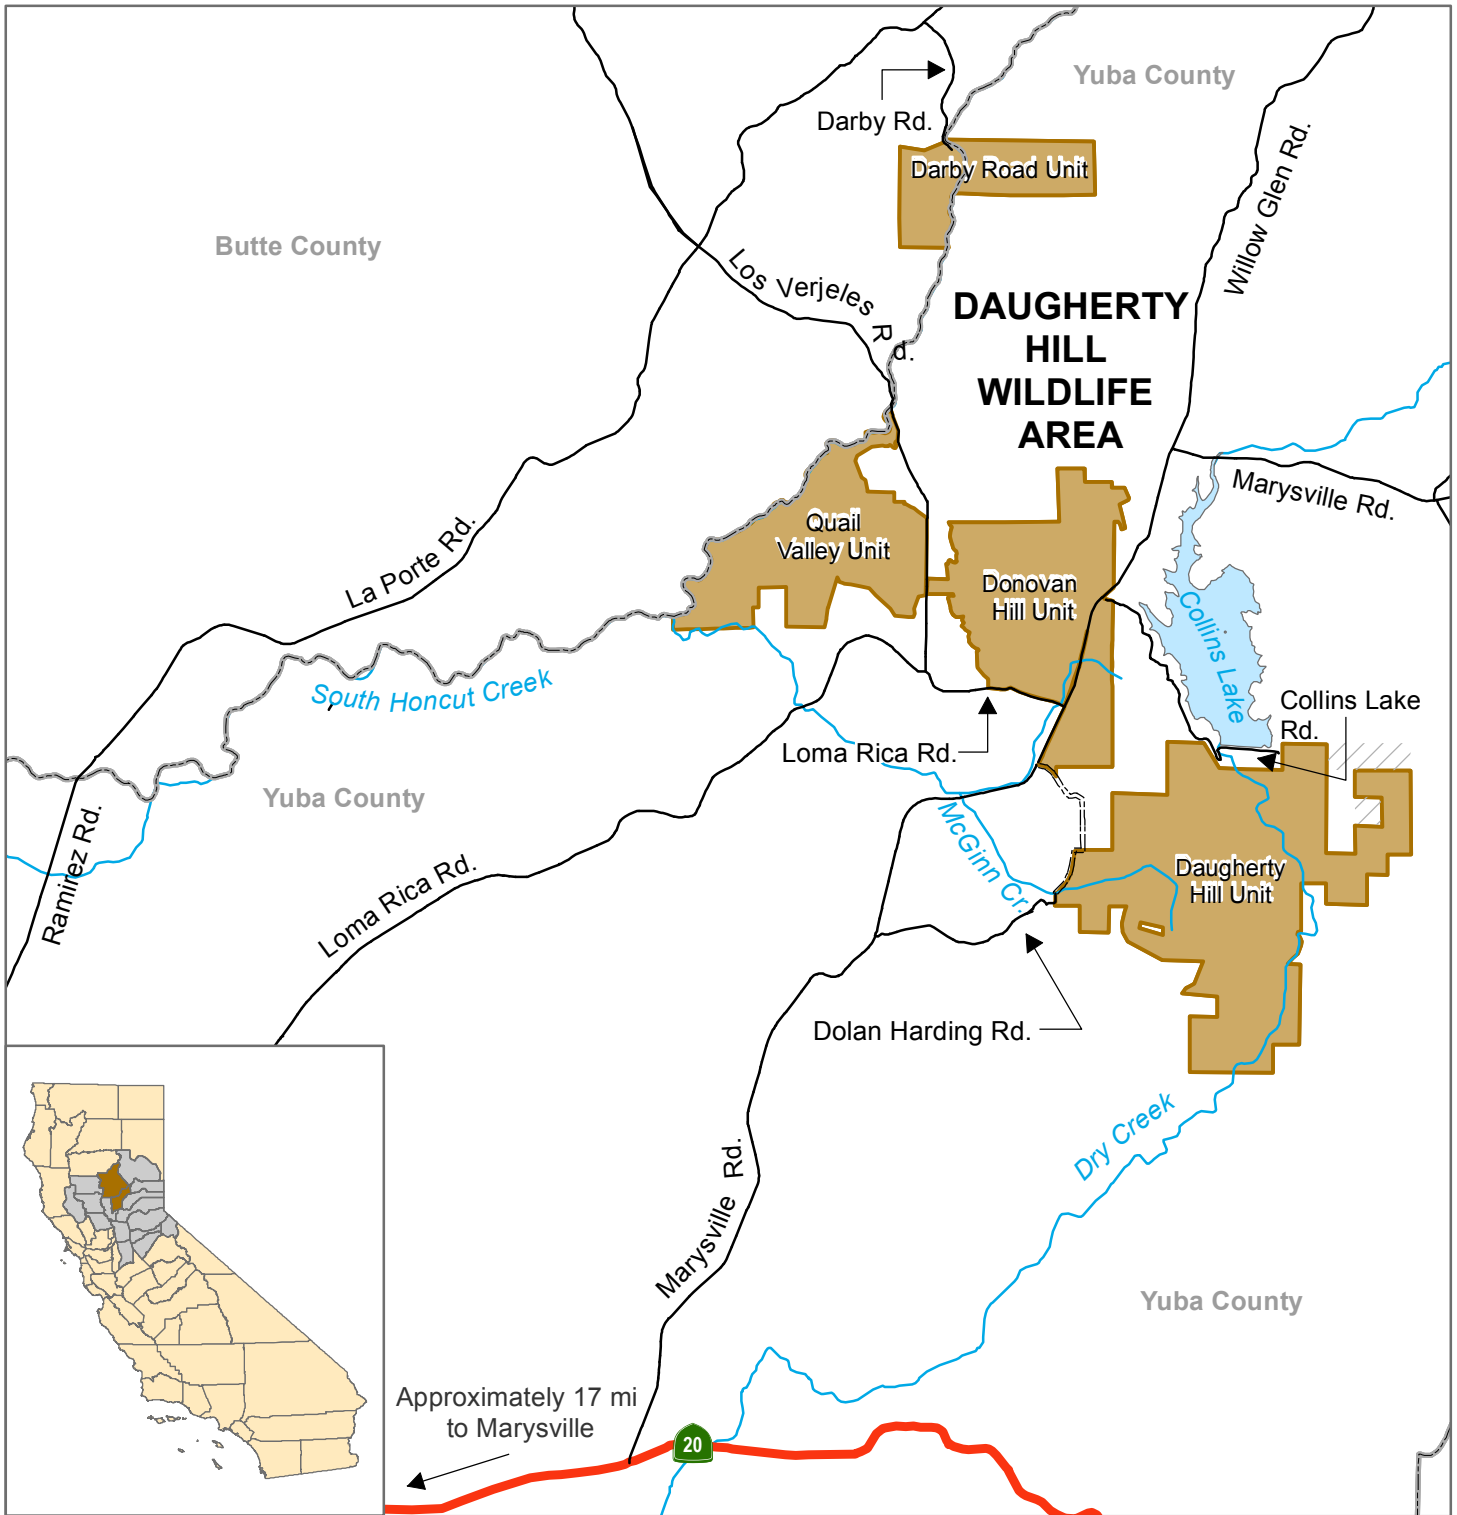 Yuba County
Darby Rd.
Darby Road Unit
Willow Glen Rd.
Butte County
Los Verjeles Rd.
DAUGHERTY
HILL
WILDLIFE
AREA
Marysville Rd.
Quail
Valley Unit
La Porte Rd.
Donovan
Hill Unit
Collins Lake
South Honcut Creek
Collins Lake
Rd.
Loma Rica Rd.
Yuba County
Ramirez Rd.
McGinn Cr.
Loma Rica Rd.
Daugherty
Hill Unit
Dolan Harding Rd.
Dry Creek
Marysville Rd.
Yuba County
Approximately 17 mi
to Marysville
20